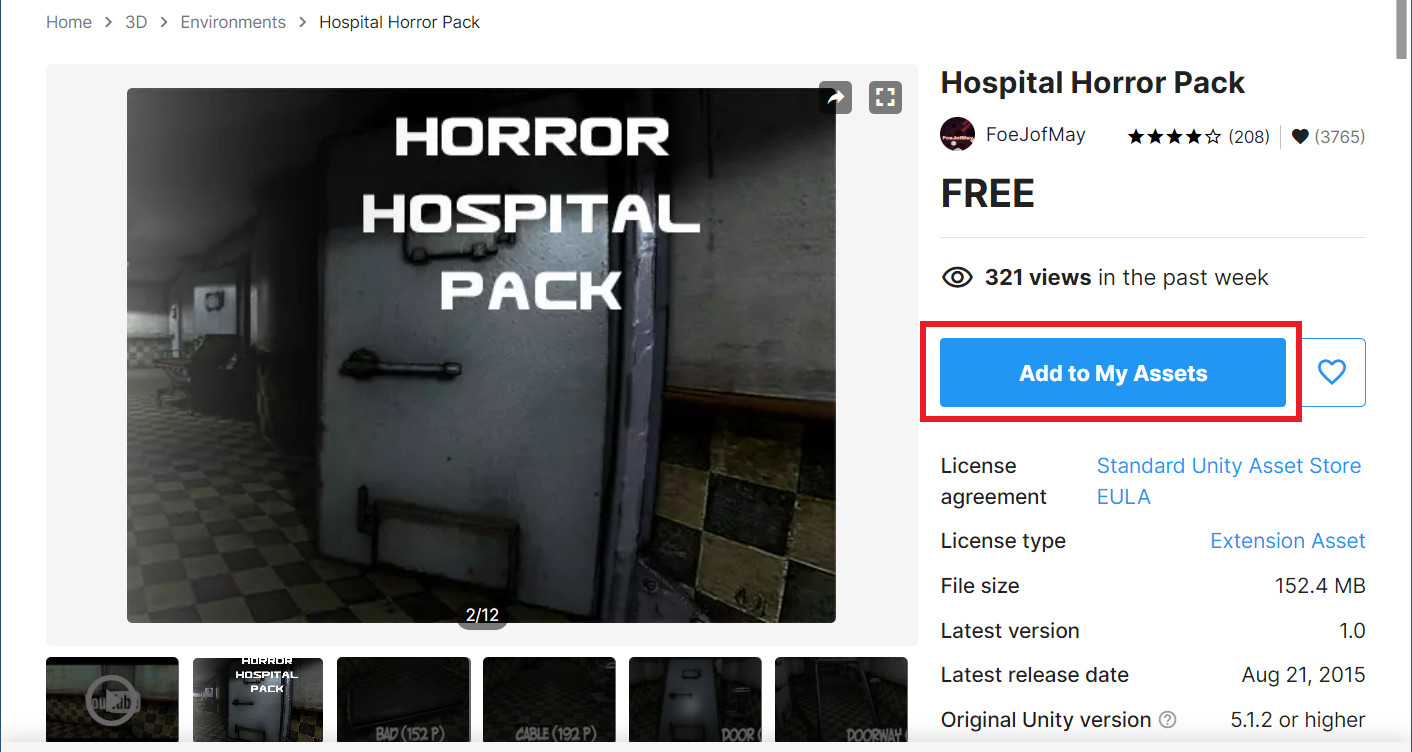 Home > 3D > Environments > Hospital Horror Pack
HORROR
HOSPITAL
PACK
2/12
HORROR
HOSPITAL
PACK
BAD (152 P)
CABLE (192 P)
DOOR (
DOORWAY (
Hospital Horror Pack
FoeJofMay
FoeJofMay ★★★★☆ (208) (3765)
FREE
321 views in the past week
Add to My Assets
License agreement
Standard Unity Asset Store
EULA
License type Extension Asset
File size 152.4 MB
Latest version 1.0
Latest release date Aug 21, 2015
Original Unity version ? 5.1.2 or higher